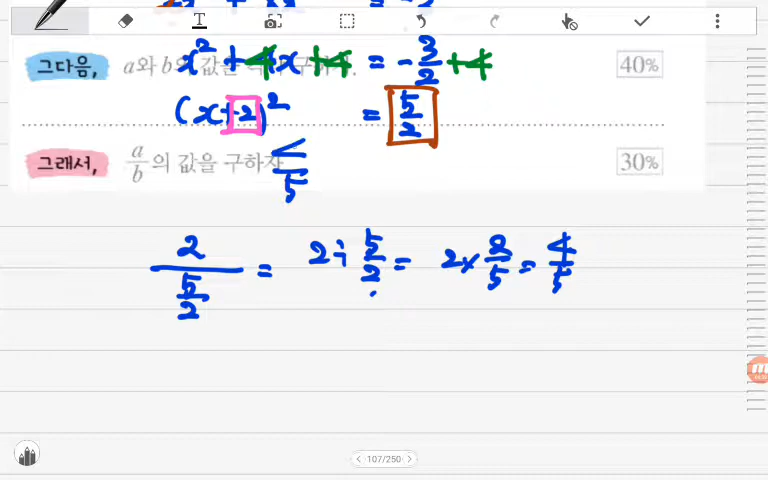 T
x² + 4x + 4 = -3/2 + 4
그다음, a와 b의 값을 구하자. 40%
(x+2)² = 5/2
그래서, a/b의 값을 구하자 30%
4/5
2/(5/2) = 2 ÷ 5/2 = 2 × 2/5 = 4/5
< 107/250 >